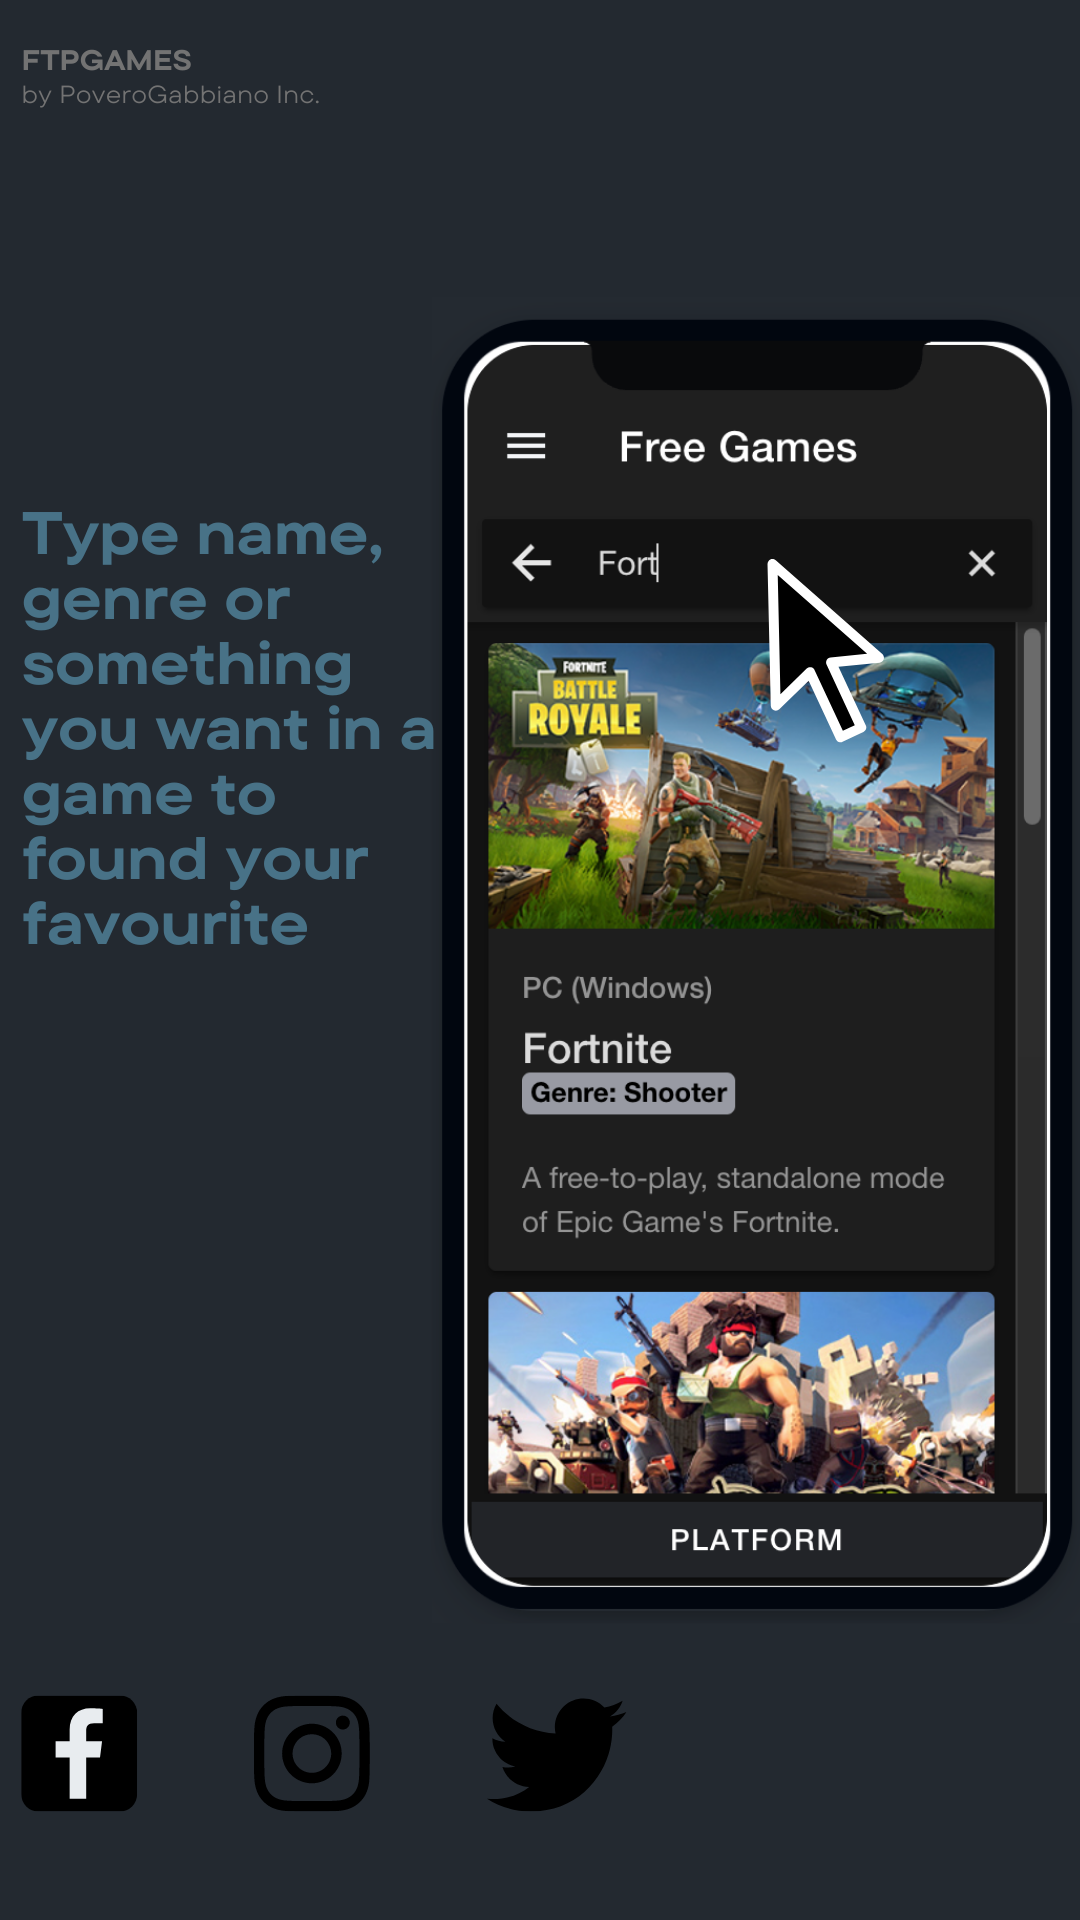 FTPGAMES
by PoveroGabbiano Inc.
Free Games
Type name,
genre or
something
you want in a
game to
found your
favourite
Fort
FORTNITE
BATTLE
ROYALE
PC (Windows)
Fortnite
Genre: Shooter
A free-to-play, standalone mode
of Epic Game's Fortnite.
PLATFORM